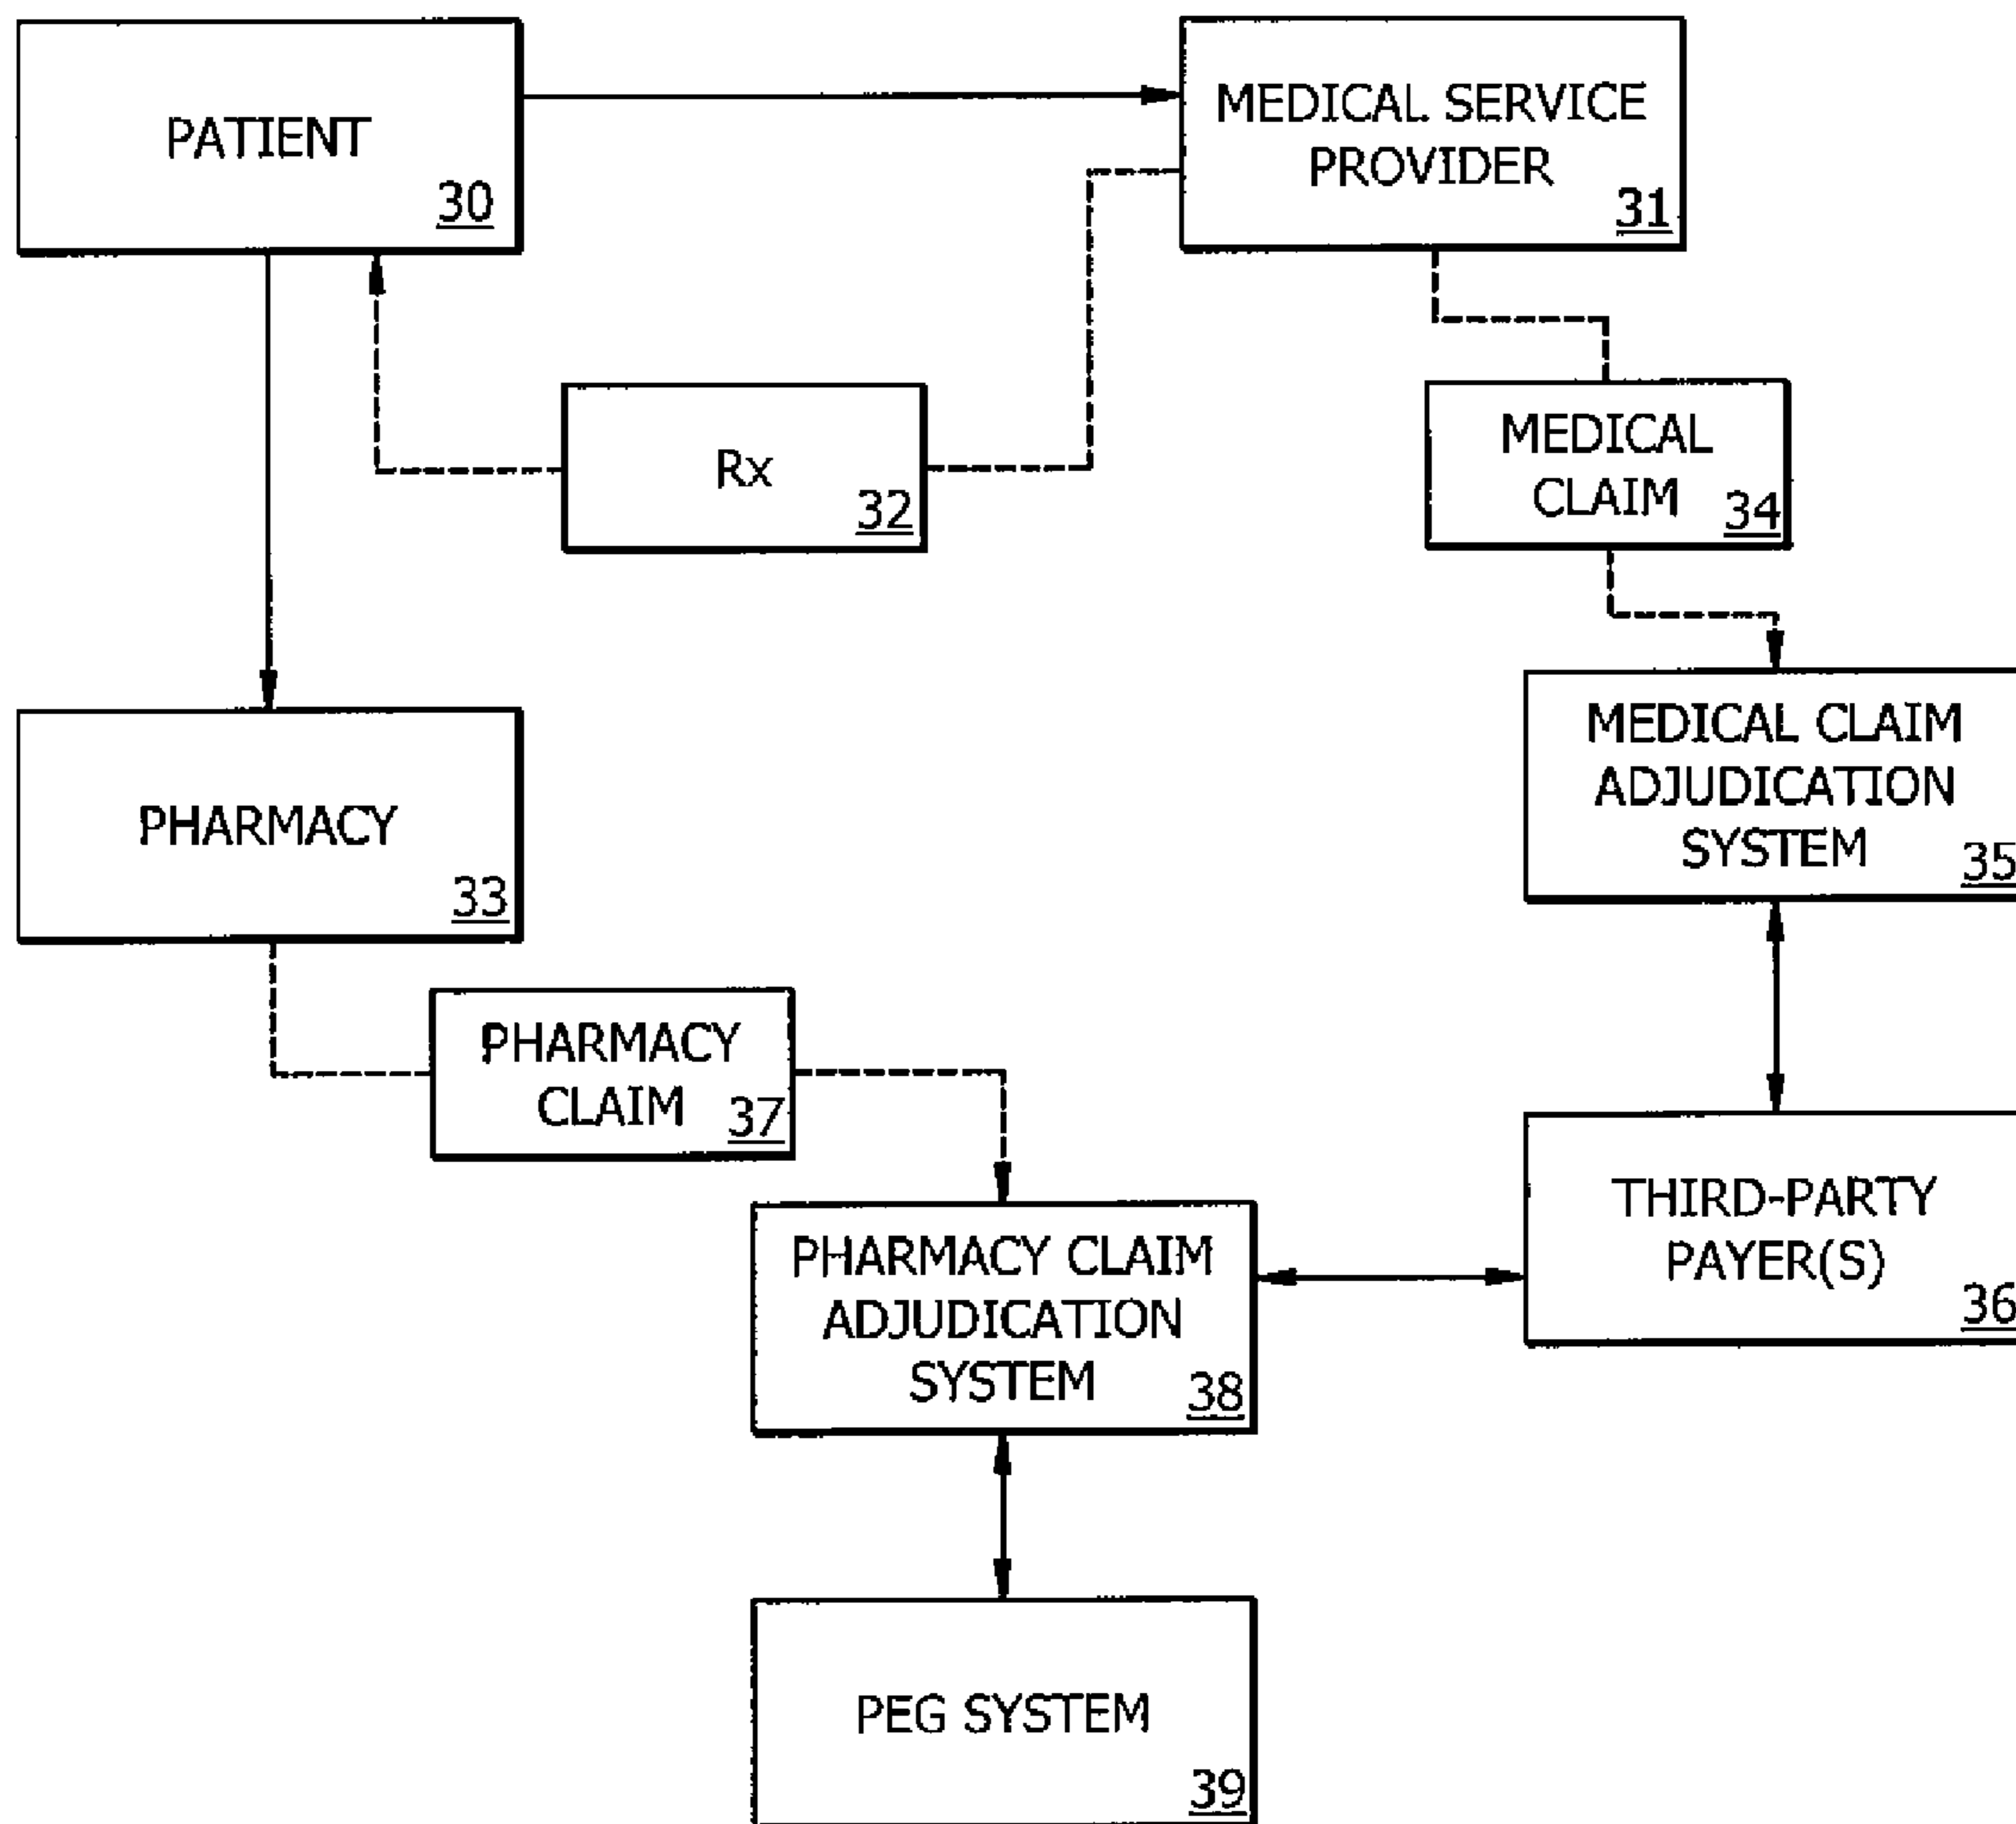 PATIENT
30
MEDICAL SERVICE
PROVIDER
31
Rx
32
MEDICAL
CLAIM
34
PHARMACY
33
MEDICAL CLAIM
ADJUDICATION
SYSTEM
35
PHARMACY
CLAIM
37
THIRD-PARTY
PAYER(S)
36
PHARMACY CLAIM
ADJUDICATION
SYSTEM
38
PEG SYSTEM
39